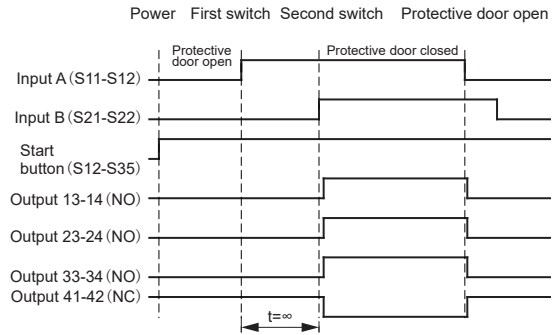 Power First switch Second switch Protective door open
Protective
door open
Protective door closed
Input A (S11-S12)
Input B (S21-S22)
Start
button (S12-S35)
Output 13-14 (NO)
Output 23-24 (NO)
Output 33-34 (NO)
Output 41-42 (NC)
t=∞